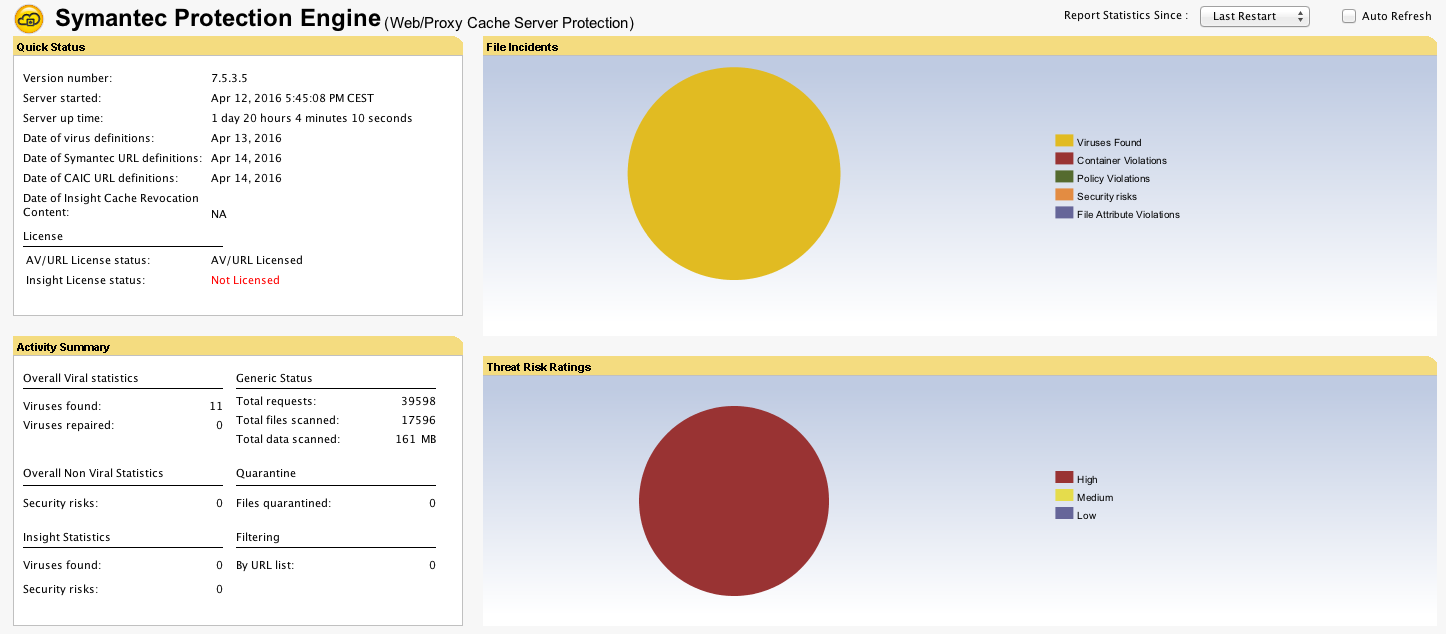 Symantec Protection Engine (Web/Proxy Cache Server Protection)
Report Statistics Since : Last Restart Auto Refresh
Quick Status
Version number: 7.5.3.5
Server started: Apr 12, 2016 5:45:08 PM CEST
Server up time: 1 day 20 hours 4 minutes 10 seconds
Date of virus definitions: Apr 13, 2016
Date of Symantec URL definitions: Apr 14, 2016
Date of CAIC URL definitions: Apr 14, 2016
Date of Insight Cache Revocation
Content: NA
License
AV/URL License status: AV/URL Licensed
Insight License status: Not Licensed
File Incidents
Viruses Found
Container Violations
Policy Violations
Security risks
File Attribute Violations
Activity Summary
Overall Viral statistics
Viruses found: 11
Viruses repaired: 0
Generic Status
Total requests: 39598
Total files scanned: 17596
Total data scanned: 161 MB
Overall Non Viral Statistics
Security risks: 0
Quarantine
Files quarantined: 0
Insight Statistics
Viruses found: 0
Security risks: 0
Filtering
By URL list: 0
Threat Risk Ratings
High
Medium
Low